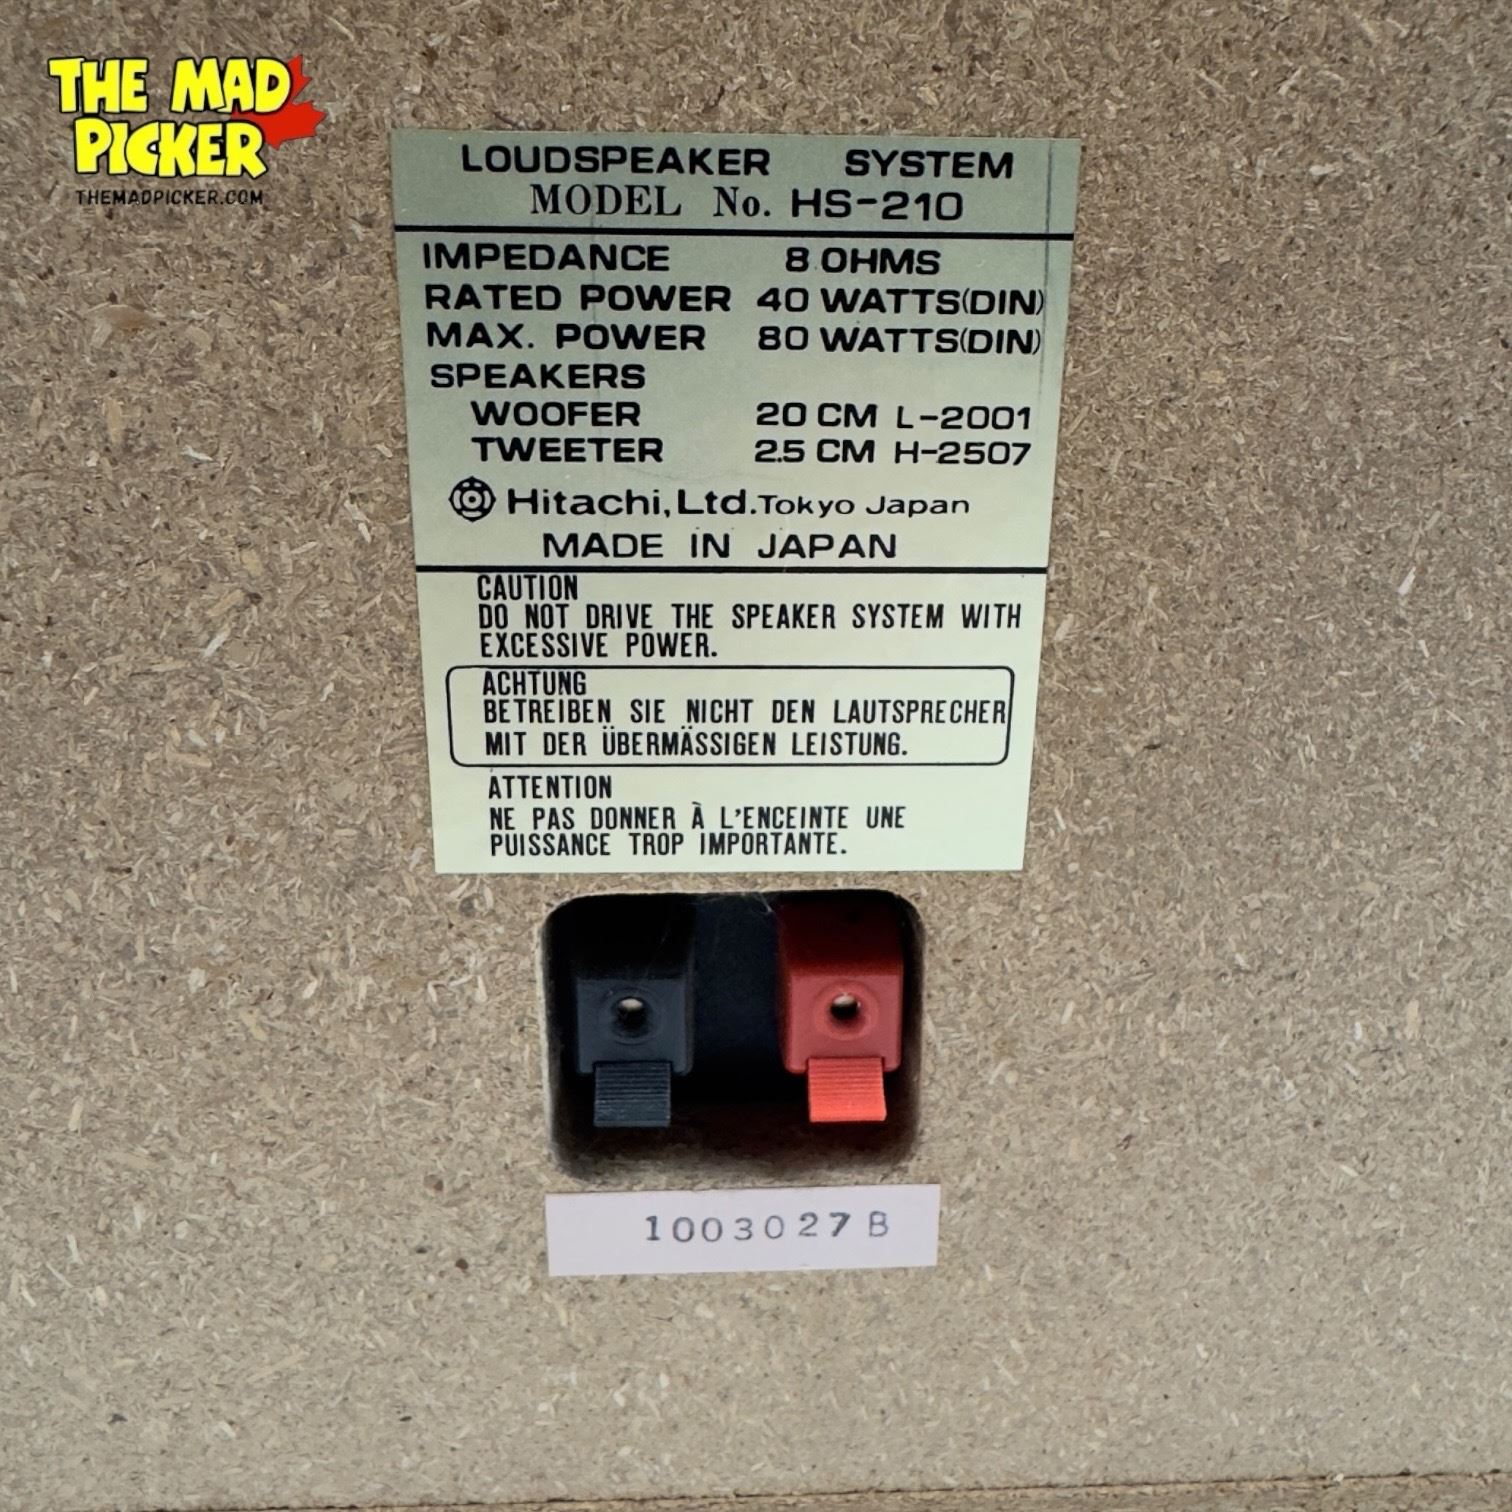 THE MAD
PICKER
THEMADPICKER.COM
LOUDSPEAKER SYSTEM
MODEL No. HS-210
IMPEDANCE 8 OHMS
RATED POWER 40 WATTS(DIN)
MAX. POWER 80 WATTS(DIN)
SPEAKERS
WOOFER 20 CM L-2001
TWEETER 2.5 CM H-2507
Hitachi, Ltd. Tokyo Japan
MADE IN JAPAN
CAUTION
DO NOT DRIVE THE SPEAKER SYSTEM WITH
EXCESSIVE POWER.
ACHTUNG
BETREIBEN SIE NICHT DEN LAUTSPRECHER
MIT DER ÜBERMÄSSIGEN LEISTUNG.
ATTENTION
NE PAS DONNER À L'ENCEINTE UNE
PUISSANCE TROP IMPORTANTE.
1003027B